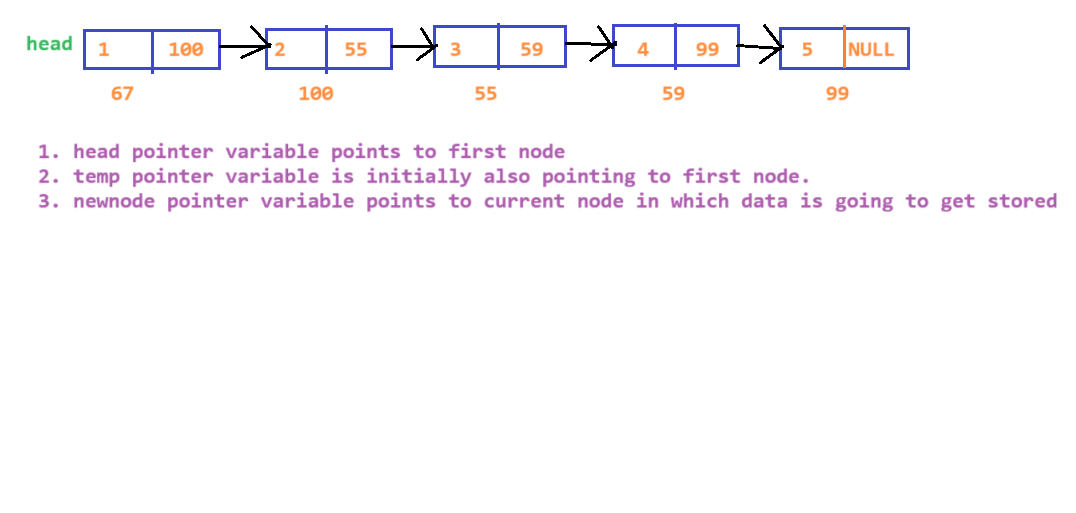 head 1 100 2 55 3 59 4 99 5 NULL
67 100 55 59 99
1. head pointer variable points to first node
2. temp pointer variable is initially also pointing to first node.
3. newnode pointer variable points to current node in which data is going to get stored